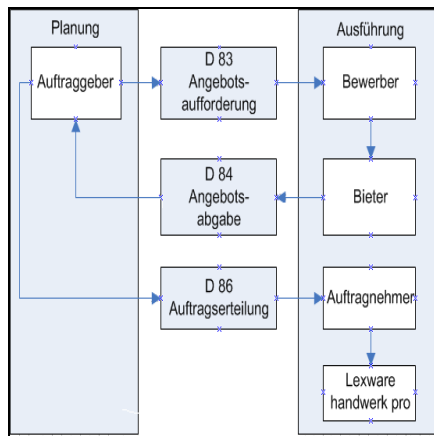 Planung
Ausführung
Auftraggeber
D 83
Angebots-
aufforderung
Bewerber
D 84
Angebots-
abgabe
Bieter
D 86
Auftragserteilung
Auftragnehmer
Lexware
handwerk pro